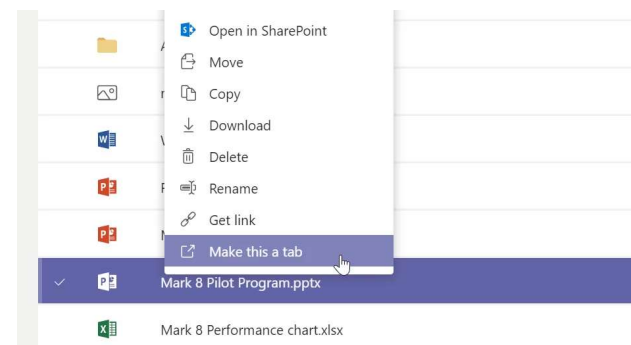 Open in SharePoint
Move
Copy
Download
Delete
Rename
Get link
Make this a tab
Mark 8 Pilot Program.pptx
Mark 8 Performance chart.xlsx